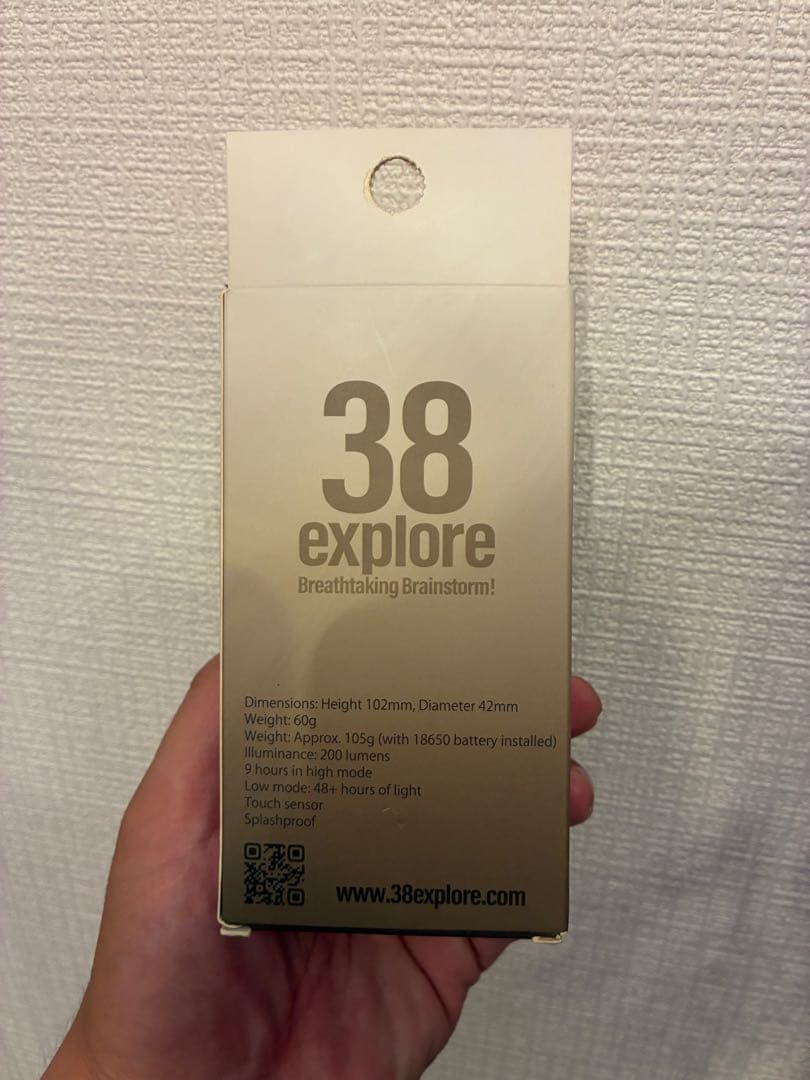 38
explore
Breathtaking Brainstorm!
Dimensions: Height 102mm, Diameter 42mm
Weight: 60g
Weight: Approx. 105g (with 18650 battery installed)
Illuminance: 200 lumens
9 hours in high mode
Low mode: 48+ hours of light
Touch sensor
Splashproof
www.38explore.com